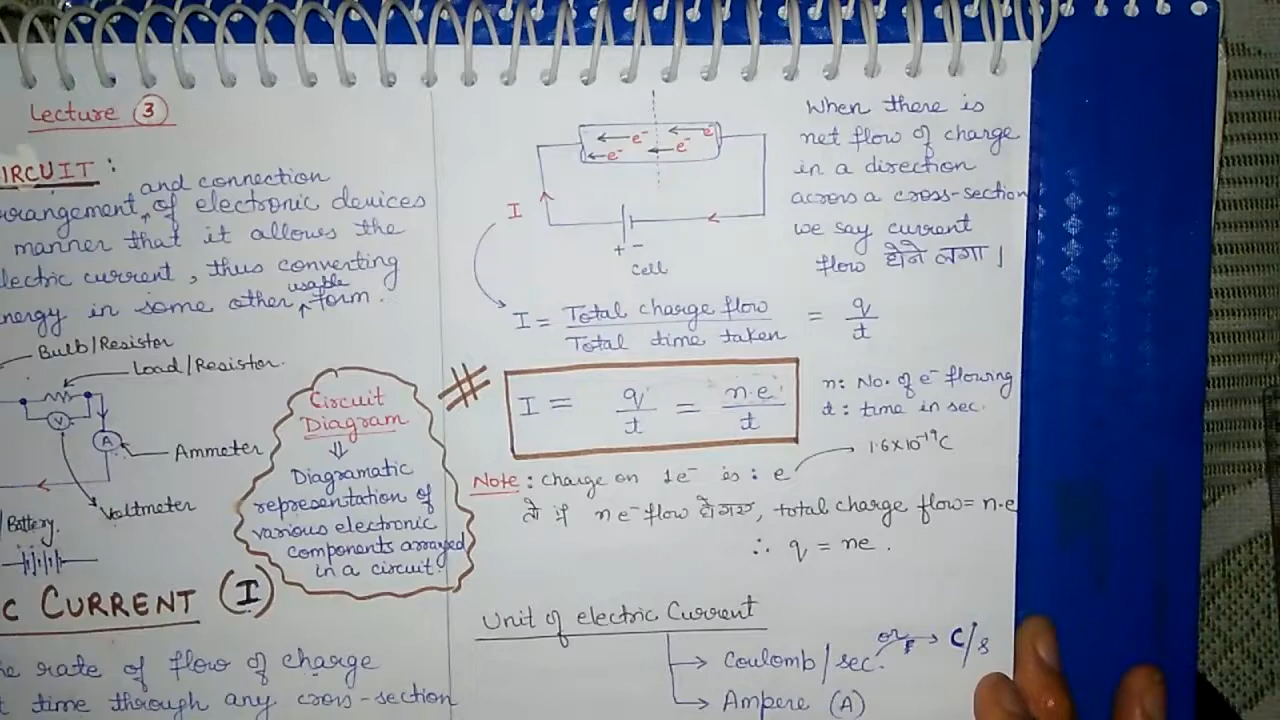 Lecture 3
IRCUIT :
and connection
rrangement of electronic devices
manner that it allows the
lectric current, thus converting
usable
nergy in some other form.
Bulb/Resistor
Load/Resistor.
V
A
Ammeter
Voltmeter
/Battery.
Circuit
Diagram
⇓
Diagramatic
representation of
various electronic
components arrayed
in a circuit.
C CURRENT (I)
he rate of flow of charge
t time through any cross-section
e⁻ e⁻
e⁻ e⁻
I
+ -
Cell
When there is
net flow of charge
in a direction
across a cross-section
we say current
flow होने लगा।
I = Total charge flow / Total time taken = q/t
# I = q/t = n.e/t
n: No. of e⁻ flowing
t: time in sec.
Note: Charge on 1e⁻ is : e → 1.6×10⁻¹⁹C
n e⁻ flow होगए, total charge flow = n.e
∴ q = ne.
Unit of electric Current
→ Coulomb/sec. or → C/s
→ Ampere (A)